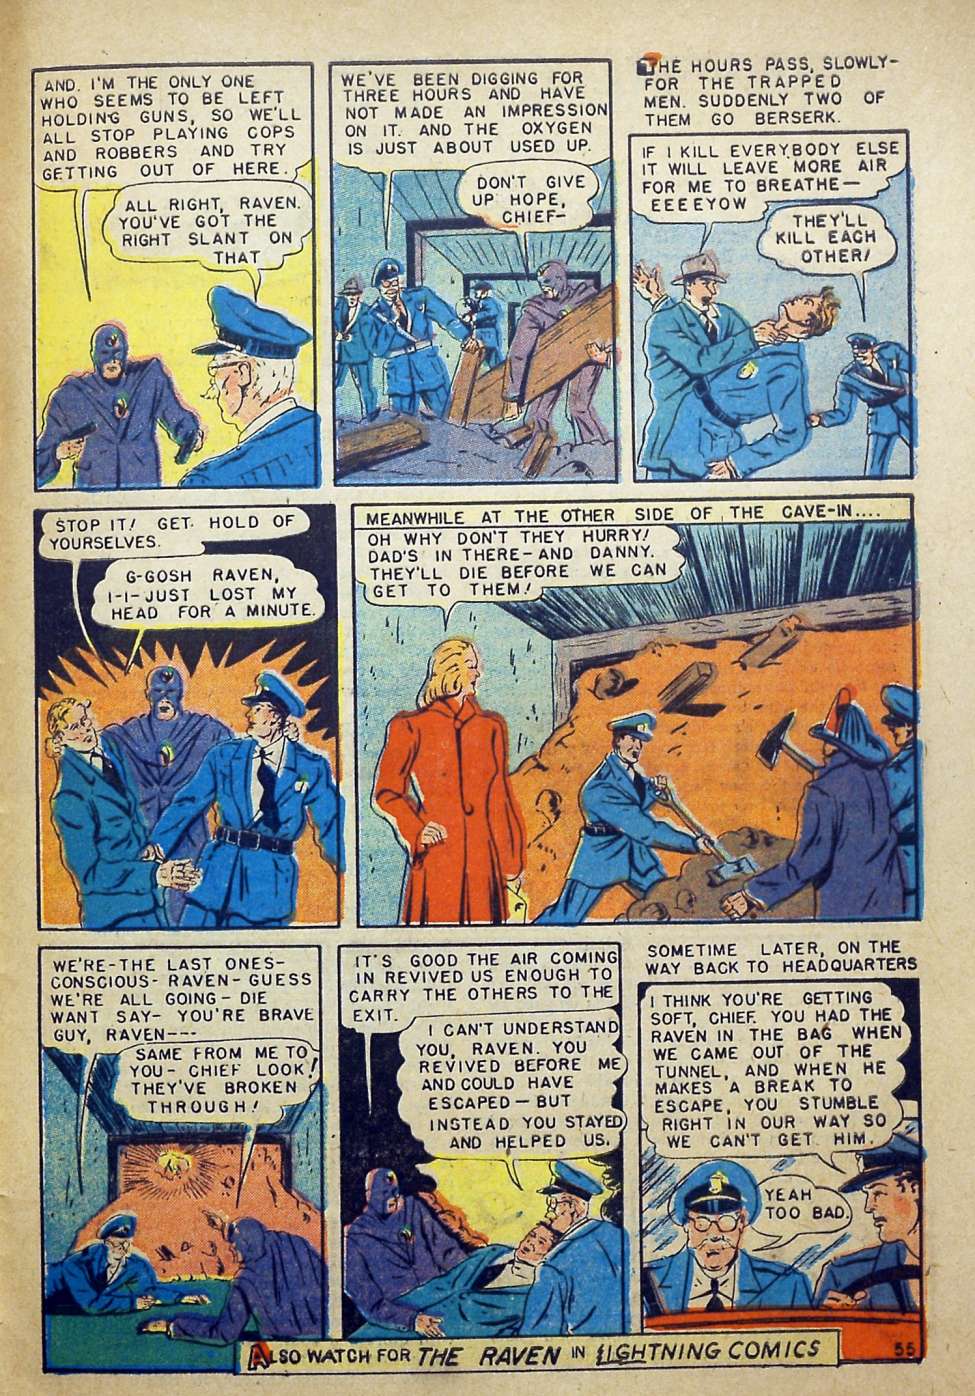 AND. I'M THE ONLY ONE
WHO SEEMS TO BE LEFT
HOLDING GUNS, SO WE'LL
ALL STOP PLAYING COPS
AND ROBBERS AND TRY
GETTING OUT OF HERE.
ALL RIGHT, RAVEN.
YOU'VE GOT THE
RIGHT SLANT ON
THAT
WE'VE BEEN DIGGING FOR
THREE HOURS AND HAVE
NOT MADE AN IMPRESSION
ON IT. AND THE OXYGEN
IS JUST ABOUT USED UP.
DON'T GIVE
UP HOPE,
CHIEF-
THE HOURS PASS, SLOWLY-
FOR THE TRAPPED
MEN. SUDDENLY TWO OF
THEM GO BERSERK.
IF I KILL EVERYBODY ELSE
IT WILL LEAVE MORE AIR
FOR ME TO BREATHE-
EEEEYOW
THEY'LL
KILL EACH
OTHER!
STOP IT! GET HOLD OF
YOURSELVES.
G-GOSH RAVEN,
I-I-JUST LOST MY
HEAD FOR A MINUTE.
MEANWHILE AT THE OTHER SIDE OF THE CAVE-IN....
OH WHY DON'T THEY HURRY!
DAD'S IN THERE-AND DANNY.
THEY'LL DIE BEFORE WE CAN
GET TO THEM!
WE'RE-THE LAST ONES-
CONSCIOUS-RAVEN-GUESS
WE'RE ALL GOING-DIE
WANT SAY-YOU'RE BRAVE
GUY, RAVEN---
SAME FROM ME TO
YOU-CHIEF LOOK!
THEY'VE BROKEN
THROUGH!
IT'S GOOD THE AIR COMING
IN REVIVED US ENOUGH TO
CARRY THE OTHERS TO THE
EXIT.
I CAN'T UNDERSTAND
YOU, RAVEN. YOU
REVIVED BEFORE ME
AND COULD HAVE
ESCAPED-BUT
INSTEAD YOU STAYED
AND HELPED US.
SOMETIME LATER, ON THE
WAY BACK TO HEADQUARTERS
I THINK YOU'RE GETTING
SOFT, CHIEF. YOU HAD THE
RAVEN IN THE BAG WHEN
WE CAME OUT OF THE
TUNNEL, AND WHEN HE
MAKES A BREAK TO
ESCAPE, YOU STUMBLE
RIGHT IN OUR WAY SO
WE CAN'T GET HIM.
YEAH
TOO BAD.
ALSO WATCH FOR THE RAVEN IN LIGHTNING COMICS
55